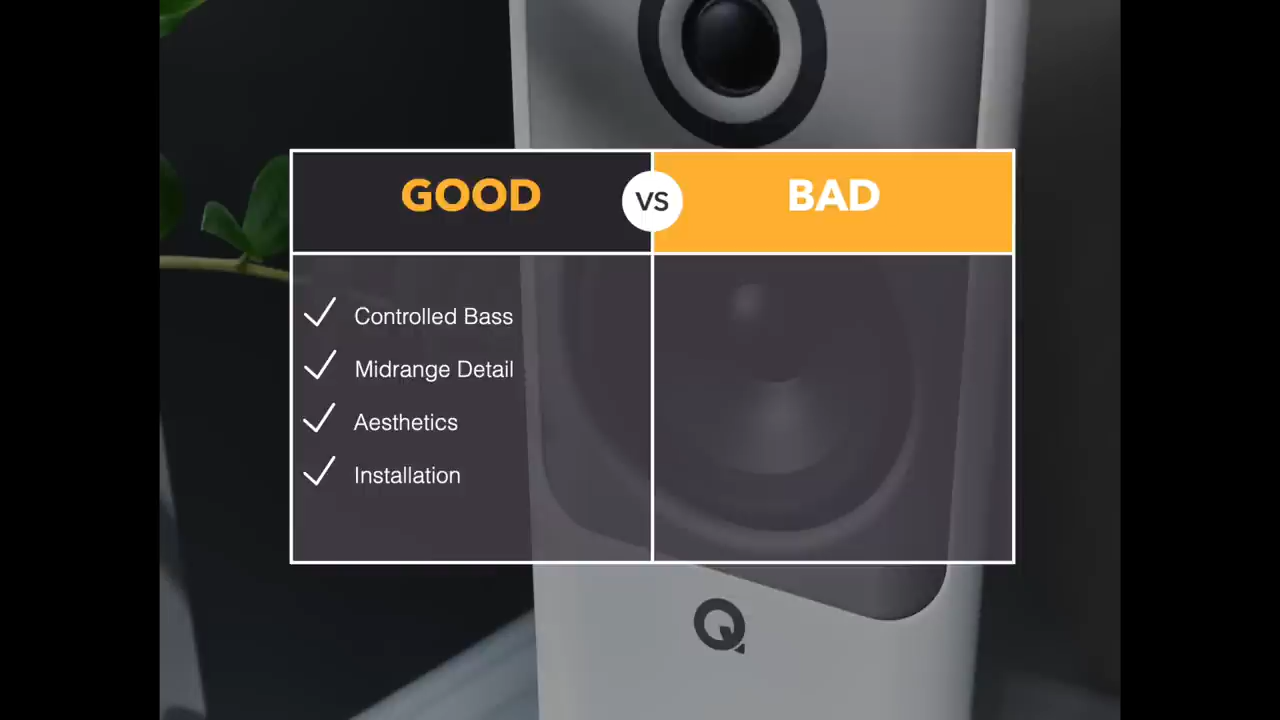 GOOD VS BAD
Controlled Bass
Midrange Detail
Aesthetics
Installation
Q